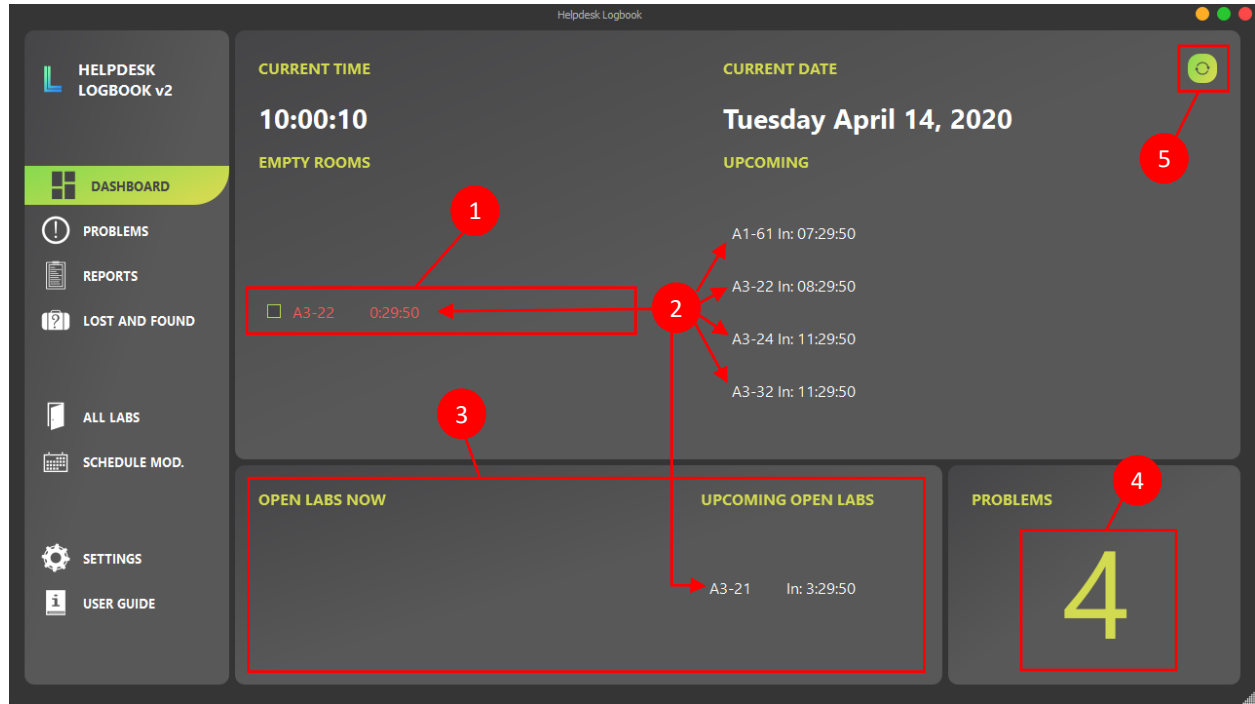 Helpdesk Logbook
HELPDESK
LOGBOOK v2
DASHBOARD
PROBLEMS
REPORTS
LOST AND FOUND
ALL LABS
SCHEDULE MOD.
SETTINGS
USER GUIDE
CURRENT TIME
10:00:10
CURRENT DATE
Tuesday April 14, 2020
5
EMPTY ROOMS
1
A3-22 0:29:50
2
UPCOMING
A1-61 In: 07:29:50
A3-22 In: 08:29:50
A3-24 In: 11:29:50
A3-32 In: 11:29:50
3
OPEN LABS NOW
UPCOMING OPEN LABS
A3-21 In: 3:29:50
4
PROBLEMS
4